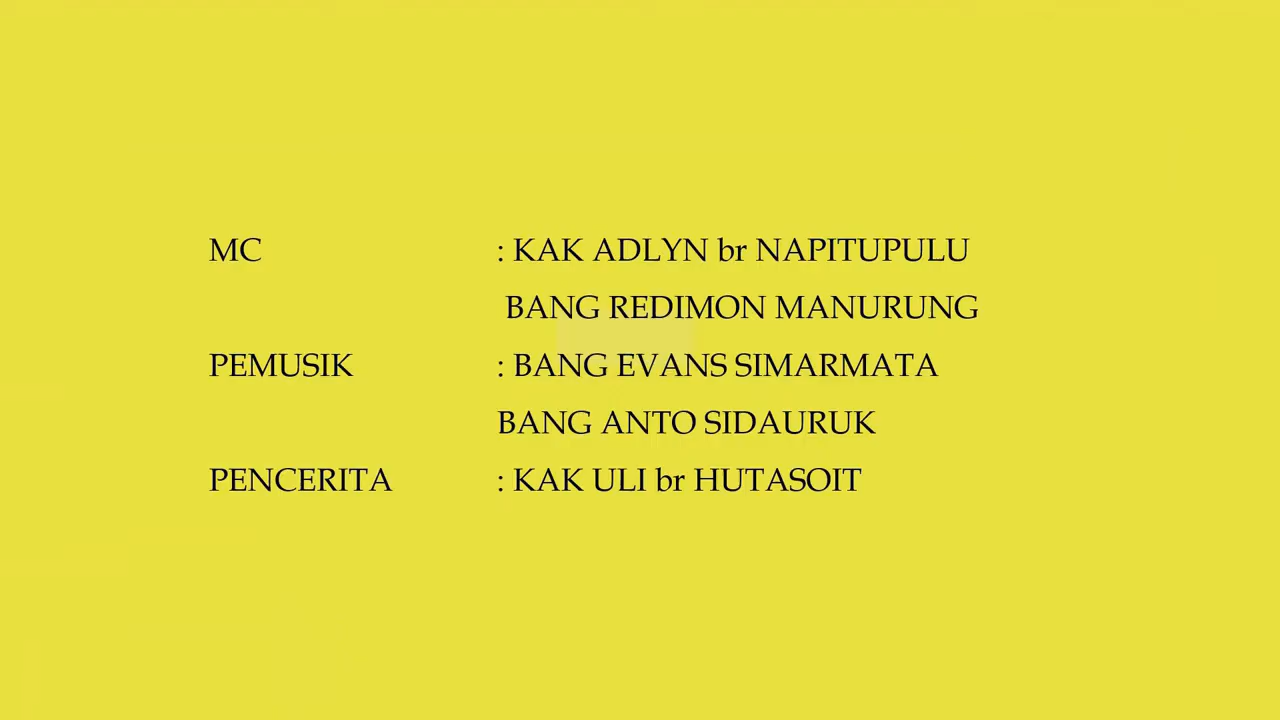 MC : KAK ADLYN br NAPITUPULU
BANG REDIMON MANURUNG
PEMUSIK : BANG EVANS SIMARMATA
BANG ANTO SIDAURUK
PENCERITA : KAK ULI br HUTASOIT